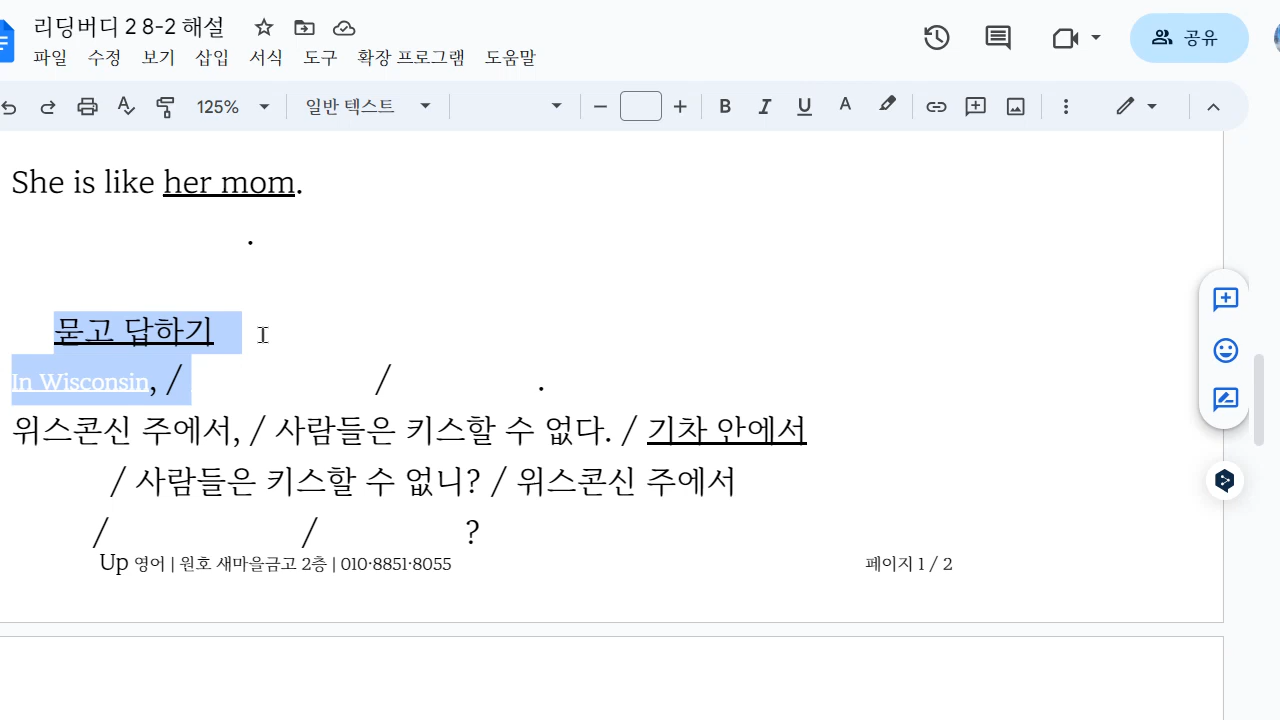 리딩버디 2 8-2 해설
파일 수정 보기 삽입 서식 도구 확장 프로그램 도움말
공유
125% 일반 텍스트 B I U A
She is like her mom.
.
묻고 답하기
In Wisconsin, / / .
위스콘신 주에서, / 사람들은 키스할 수 없다. / 기차 안에서
/ 사람들은 키스할 수 없니? / 위스콘신 주에서
/ / ?
Up 영어 | 원호 새마을금고 2층 | 010·8851·8055 페이지 1 / 2